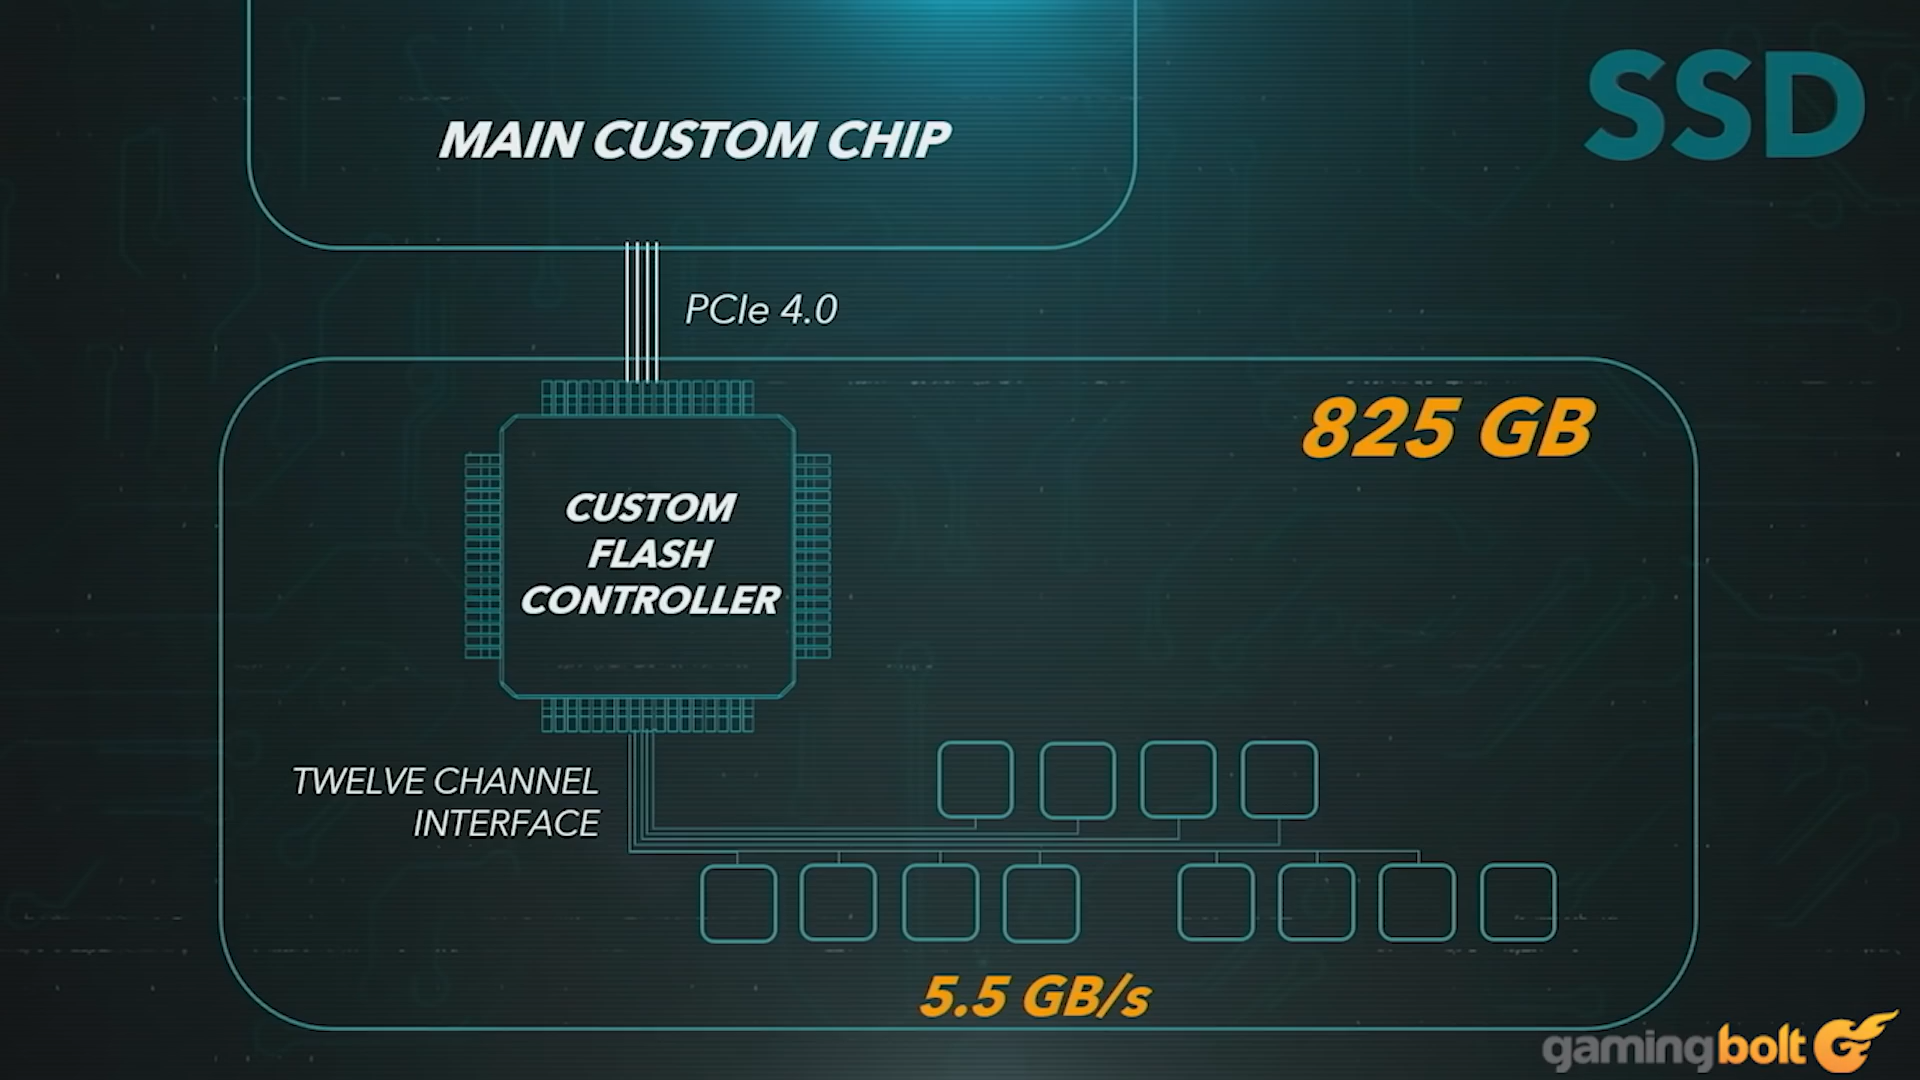 SSD
MAIN CUSTOM CHIP
PCIe 4.0
825 GB
CUSTOM
FLASH
CONTROLLER
TWELVE CHANNEL
INTERFACE
5.5 GB/s
gamingbolt